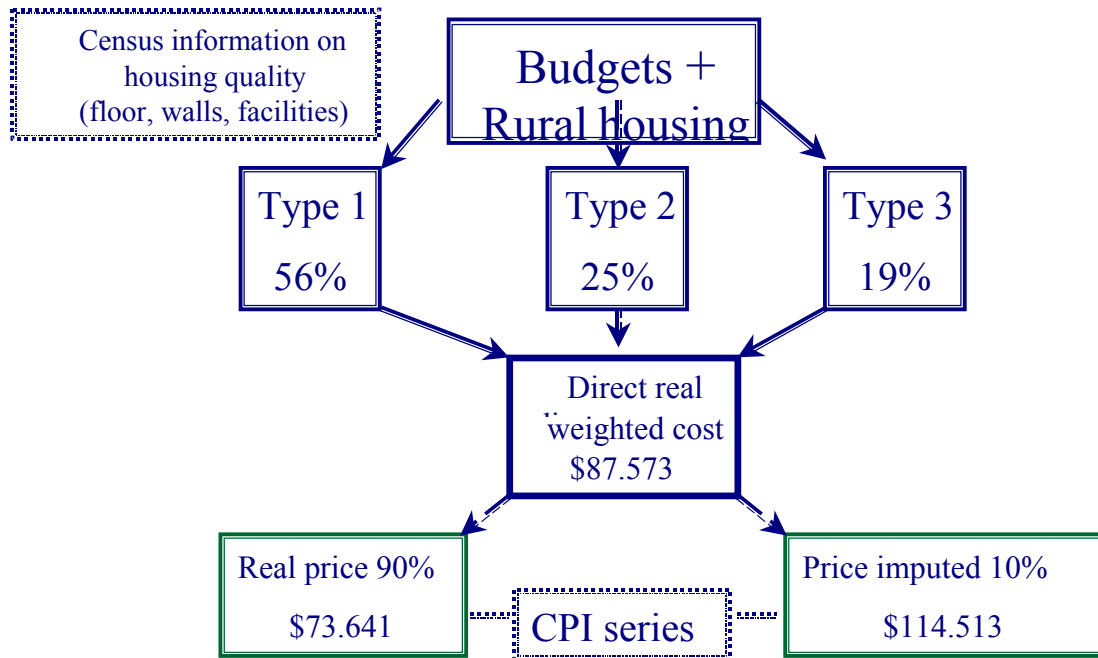 Census information on
housing quality
(floor, walls, facilities)
Budgets +
Rural housing
Type 1
56%
Type 2
25%
Type 3
19%
Direct real
weighted cost
$87.573
Real price 90%
$73.641
Price imputed 10%
$114.513
CPI series